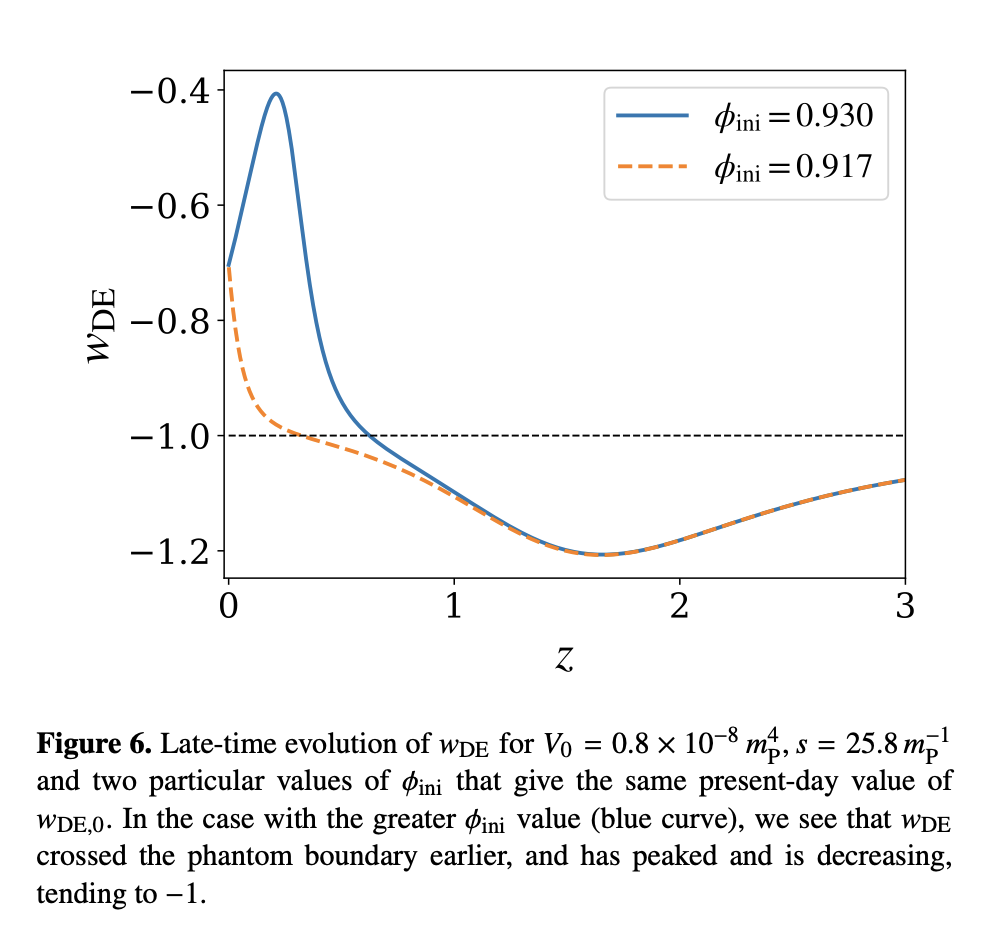 −0.4
−0.6
−0.8
−1.0
−1.2
w_DE
ϕ_ini = 0.930
ϕ_ini = 0.917
0 1 2 3
z
Figure 6. Late-time evolution of w_DE for V_0 = 0.8 × 10^−8 m_P^4, s = 25.8 m_P^−1
and two particular values of ϕ_ini that give the same present-day value of
w_DE,0. In the case with the greater ϕ_ini value (blue curve), we see that w_DE
crossed the phantom boundary earlier, and has peaked and is decreasing,
tending to −1.